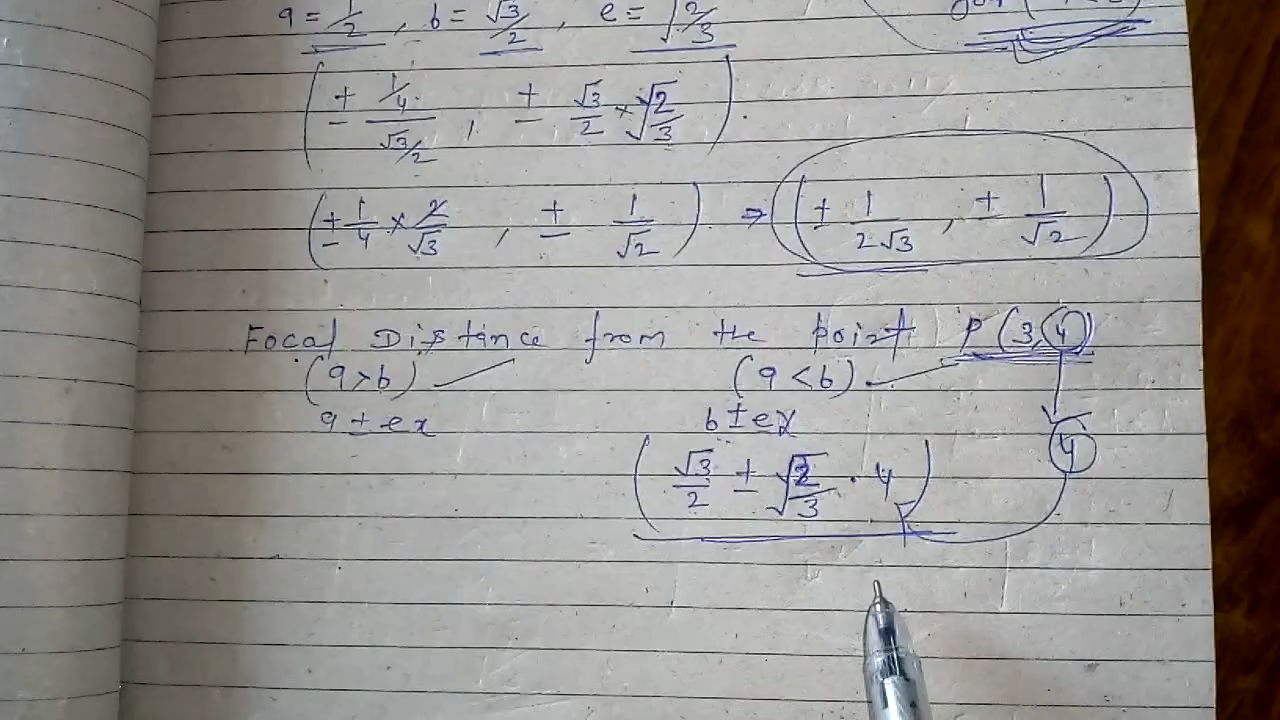 a = 1/2 , b = √3/2 , e = √2/3
( ± 1/4 / √3/2 , ± √3/2 × √2/3 ) .
( ± 1/4 × 2/√3 , ± 1/√2 ) . ⇒ ( ± 1/2√3 , ± 1/√2 )
Focal Distance from the point P (3,4)
(a>b) (a<b)
a ± ex b ± ey 4
( √3/2 ± √2/3 . 4 )